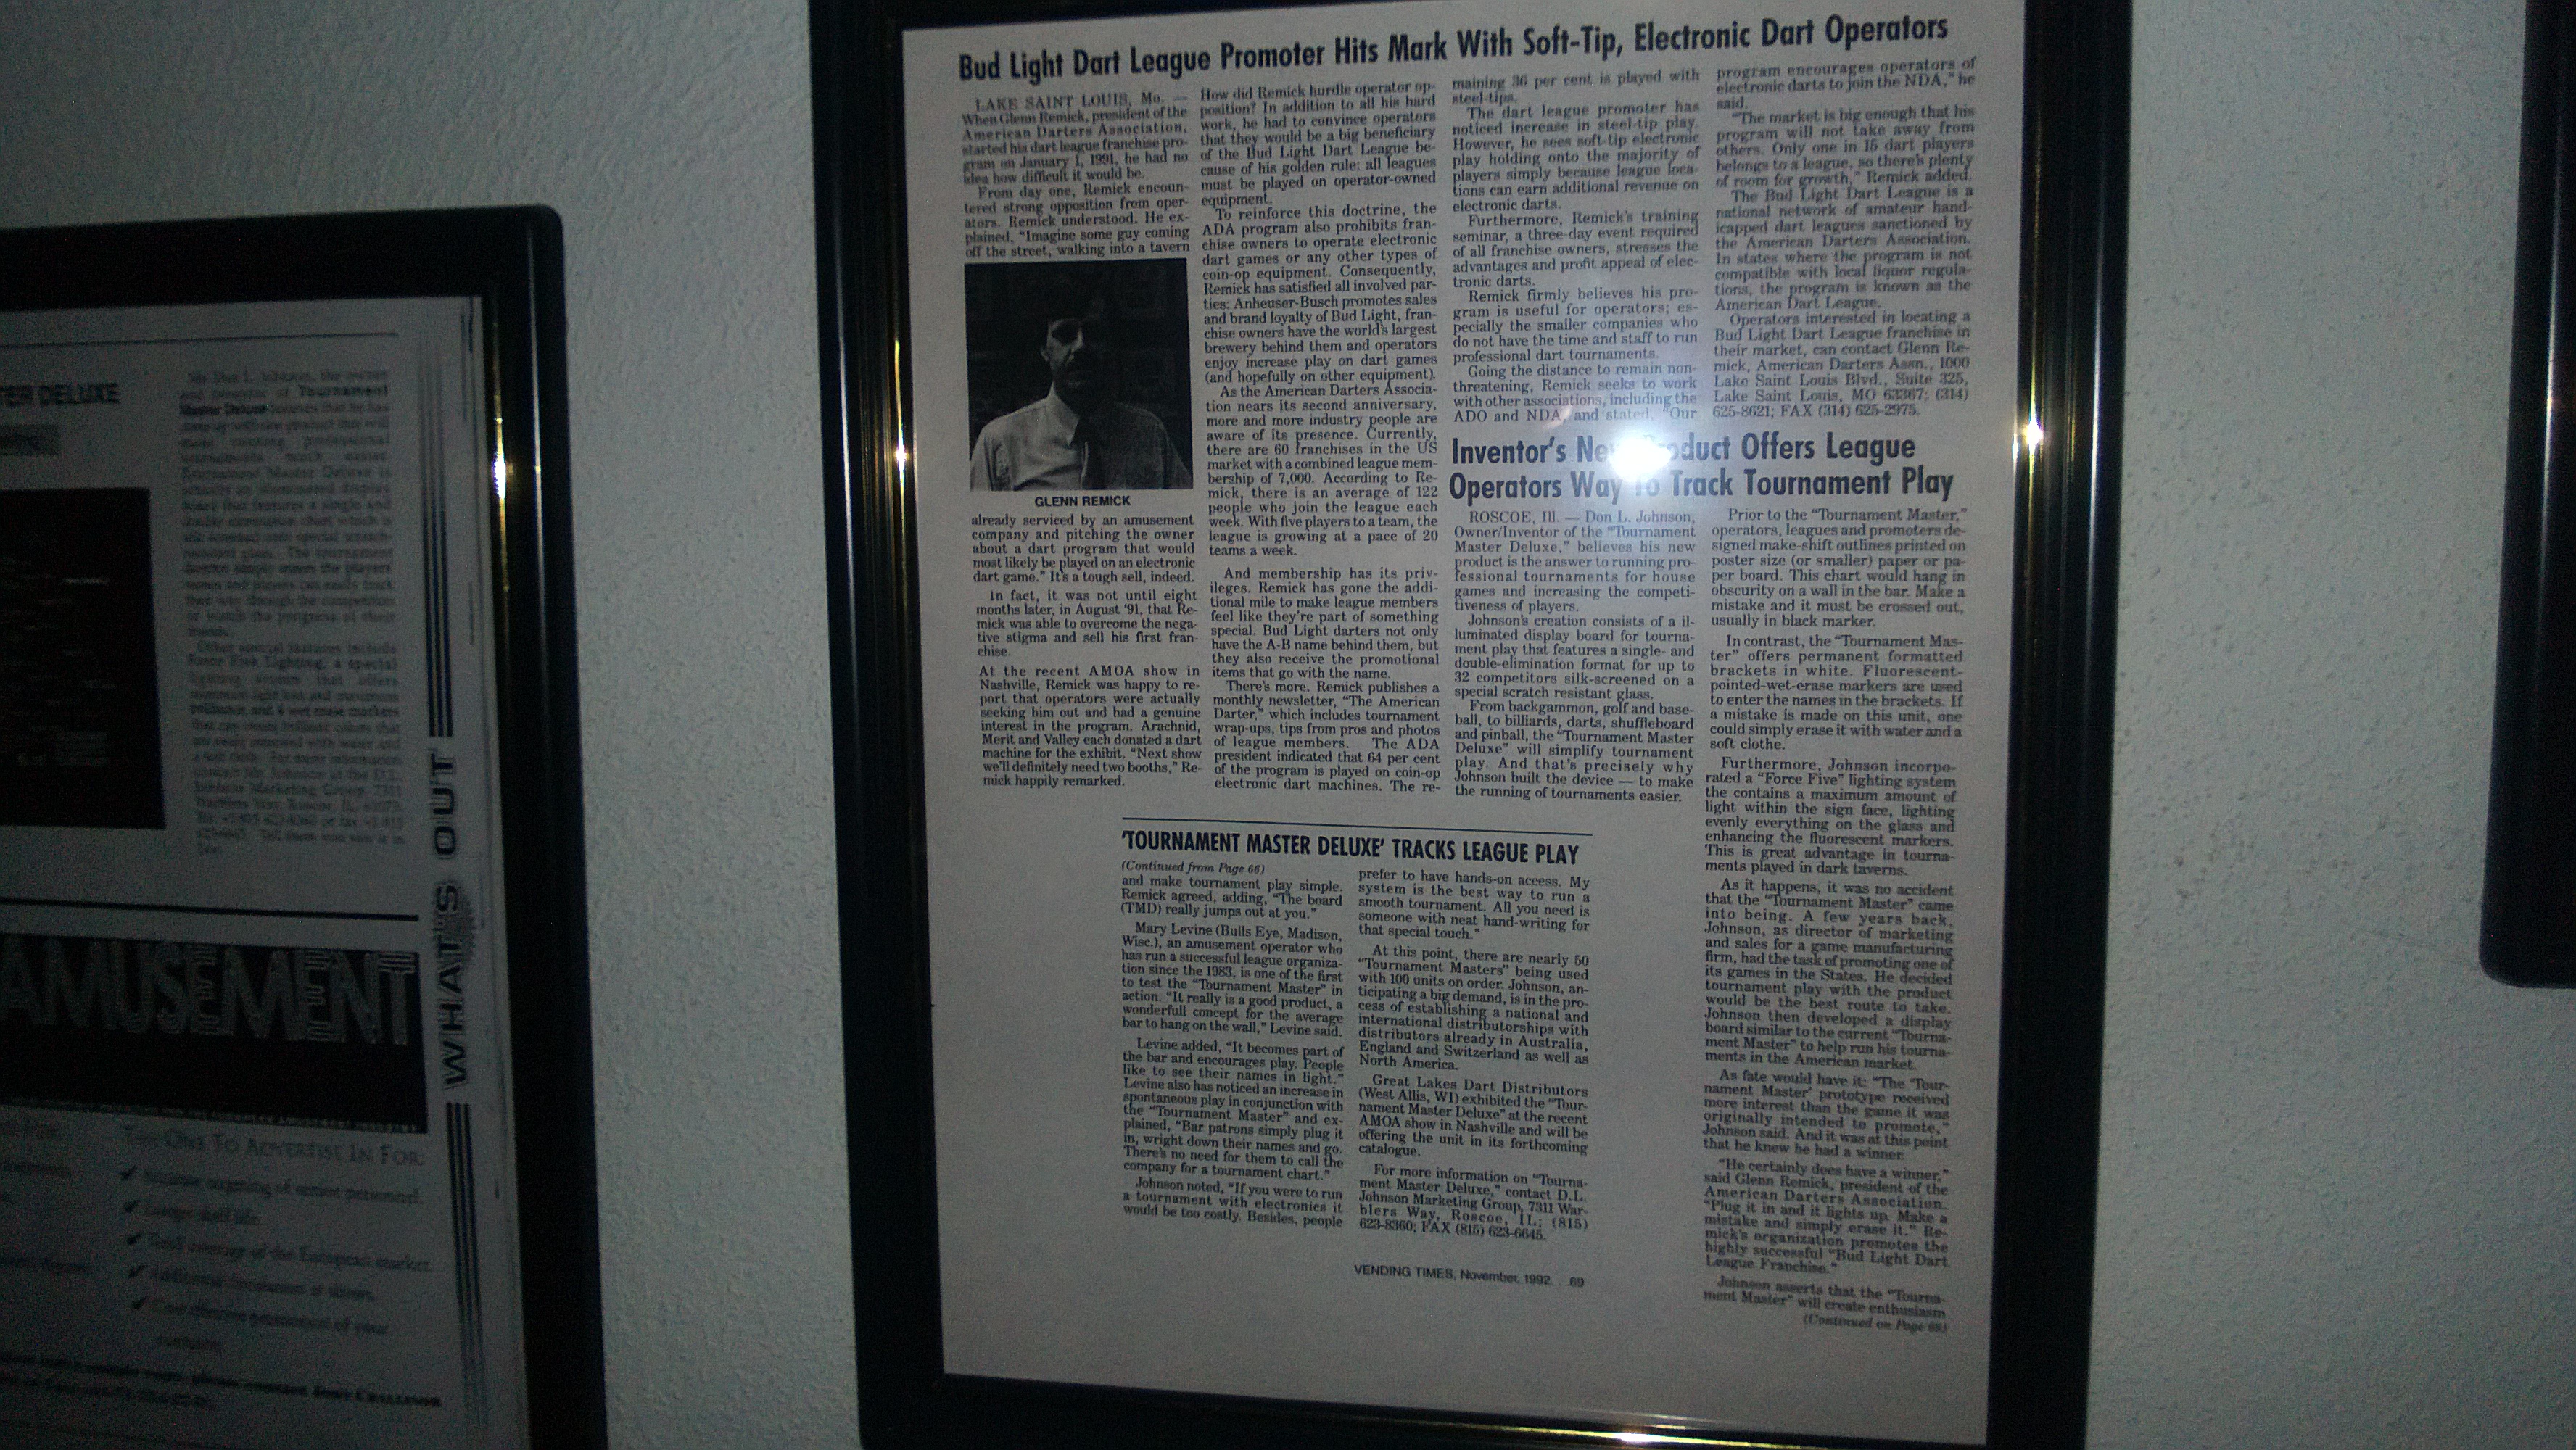 TER DELUXE
WHAT'S OUT
AMUSEMENT
THE ONE TO ADVERTISE IN FOR:
Bud Light Dart League Promoter Hits Mark With Soft-Tip, Electronic Dart Operators
LAKE SAINT LOUIS, Mo. —
When Glenn Remick, president of the
American Darters Association,
started his dart league franchise pro-
gram on January 1, 1991, he had no
idea how difficult it would be.
From day one, Remick encoun-
tered strong opposition from oper-
ators. Remick understood. He ex-
plained, "Imagine some guy coming
off the street, walking into a tavern
GLENN REMICK
already serviced by an amusement
company and pitching the owner
about a dart program that would
most likely be played on an electronic
dart game." It's a tough sell, indeed.
In fact, it was not until eight
months later, in August '91, that Re-
mick was able to overcome the nega-
tive stigma and sell his first fran-
chise.
At the recent AMOA show in
Nashville, Remick was happy to re-
port that operators were actually
seeking him out and had a genuine
interest in the program. Arachnid,
Merit and Valley each donated a dart
machine for the exhibit. "Next show
we'll definitely need two booths," Re-
mick happily remarked.
How did Remick hurdle operator op-
position? In addition to all his hard
work, he had to convince operators
that they would be a big beneficiary
of the Bud Light Dart League be-
cause of his golden rule: all leagues
must be played on operator-owned
equipment.
To reinforce this doctrine, the
ADA program also prohibits fran-
chise owners to operate electronic
dart games or any other types of
coin-op equipment. Consequently,
Remick has satisfied all involved par-
ties: Anheuser-Busch promotes sales
and brand loyalty of Bud Light, fran-
chise owners have the world's largest
brewery behind them and operators
enjoy increase play on dart games
(and hopefully on other equipment).
As the American Darters Associa-
tion nears its second anniversary,
more and more industry people are
aware of its presence. Currently,
there are 60 franchises in the US
market with a combined league mem-
bership of 7,000. According to Re-
mick, there is an average of 122
people who join the league each
week. With five players to a team, the
league is growing at a pace of 20
teams a week.
And membership has its priv-
ileges. Remick has gone the addi-
tional mile to make league members
feel like they're part of something
special. Bud Light darters not only
have the A-B name behind them, but
they also receive the promotional
items that go with the name.
There's more. Remick publishes a
monthly newsletter, "The American
Darter," which includes tournament
wrap-ups, tips from pros and photos
of league members. The ADA
president indicated that 64 per cent
of the program is played on coin-op
electronic dart machines. The re-
maining 36 per cent is played with
steel-tips.
The dart league promoter has
noticed increase in steel-tip play.
However, he sees soft-tip electronic
play holding onto the majority of
players simply because league loca-
tions can earn additional revenue on
electronic darts.
Furthermore, Remick's training
seminar, a three-day event required
of all franchise owners, stresses the
advantages and profit appeal of elec-
tronic darts.
Remick firmly believes his pro-
gram is useful for operators; es-
pecially the smaller companies who
do not have the time and staff to run
professional dart tournaments.
Going the distance to remain non-
threatening, Remick seeks to work
with other associations, including the
ADO and NDA, and stated, "Our
program encourages operators of
electronic darts to join the NDA," he
said.
"The market is big enough that his
program will not take away from
others. Only one in 15 dart players
belongs to a league, so there's plenty
of room for growth," Remick added.
The Bud Light Dart League is a
national network of amateur hand-
icapped dart leagues sanctioned by
the American Darters Association.
In states where the program is not
compatible with local liquor regula-
tions, the program is known as the
American Dart League.
Operators interested in locating a
Bud Light Dart League franchise in
their market, can contact Glenn Re-
mick, American Darters Assn., 1000
Lake Saint Louis Blvd., Suite 325,
Lake Saint Louis, MO 63367; (314)
625-8621; FAX (314) 625-2975.
Inventor's New Product Offers League
Operators Way To Track Tournament Play
ROSCOE, Ill. — Don L. Johnson,
Owner/Inventor of the "Tournament
Master Deluxe," believes his new
product is the answer to running pro-
fessional tournaments for house
games and increasing the competi-
tiveness of players.
Johnson's creation consists of a il-
luminated display board for tourna-
ment play that features a single- and
double-elimination format for up to
32 competitors silk-screened on a
special scratch resistant glass.
From backgammon, golf and base-
ball, to billiards, darts, shuffleboard
and pinball, the "Tournament Master
Deluxe" will simplify tournament
play. And that's precisely why
Johnson built the device — to make
the running of tournaments easier.
Prior to the "Tournament Master,"
operators, leagues and promoters de-
signed make-shift outlines printed on
poster size (or smaller) paper or pa-
per board. This chart would hang in
obscurity on a wall in the bar. Make a
mistake and it must be crossed out,
usually in black marker.
In contrast, the "Tournament Mas-
ter" offers permanent formatted
brackets in white. Fluorescent-
pointed-wet-erase markers are used
to enter the names in the brackets. If
a mistake is made on this unit, one
could simply erase it with water and a
soft clothe.
Furthermore, Johnson incorpo-
rated a "Force Five" lighting system
the contains a maximum amount of
light within the sign face, lighting
evenly everything on the glass and
enhancing the fluorescent markers.
This is great advantage in tourna-
ments played in dark taverns.
As it happens, it was no accident
that the "Tournament Master" came
into being. A few years back,
Johnson, as director of marketing
and sales for a game manufacturing
firm, had the task of promoting one of
its games in the States. He decided
tournament play with the product
would be the best route to take.
Johnson then developed a display
board similar to the current "Tourna-
ment Master" to help run his tourna-
ments in the American market.
As fate would have it: "The 'Tour-
nament Master' prototype received
more interest than the game it was
originally intended to promote,"
Johnson said. And it was at this point
that he knew he had a winner.
"He certainly does have a winner,"
said Glenn Remick, president of the
American Darters Association.
"Plug it in and it lights up. Make a
mistake and simply erase it." Re-
mick's organization promotes the
highly successful "Bud Light Dart
League Franchise."
Johnson asserts that the "Tourna-
ment Master" will create enthusiasm
(Continued on Page 69)
'TOURNAMENT MASTER DELUXE' TRACKS LEAGUE PLAY
(Continued from Page 66)
and make tournament play simple.
Remick agreed, adding, "The board
(TMD) really jumps out at you."
Mary Levine (Bulls Eye, Madison,
Wisc.), an amusement operator who
has run a successful league organiza-
tion since the 1983, is one of the first
to test the "Tournament Master" in
action. "It really is a good product, a
wonderfull concept for the average
bar to hang on the wall," Levine said.
Levine added, "It becomes part of
the bar and encourages play. People
like to see their names in light."
Levine also has noticed an increase in
spontaneous play in conjunction with
the "Tournament Master" and ex-
plained, "Bar patrons simply plug it
in, wright down their names and go.
There's no need for them to call the
company for a tournament chart."
Johnson noted, "If you were to run
a tournament with electronics it
would be too costly. Besides, people
prefer to have hands-on access. My
system is the best way to run a
smooth tournament. All you need is
someone with neat hand-writing for
that special touch."
At this point, there are nearly 50
"Tournament Masters" being used
with 100 units on order. Johnson, an-
ticipating a big demand, is in the pro-
cess of establishing a national and
international distributorships with
distributors already in Australia,
England and Switzerland as well as
North America.
Great Lakes Dart Distributors
(West Allis, WI) exhibited the "Tour-
nament Master Deluxe" at the recent
AMOA show in Nashville and will be
offering the unit in its forthcoming
catalogue.
For more information on "Tourna-
ment Master Deluxe," contact D.L.
Johnson Marketing Group, 7311 War-
blers Way, Roscoe, IL; (815)
623-8360; FAX (815) 623-6645.
VENDING TIMES, November, 1992. . .69